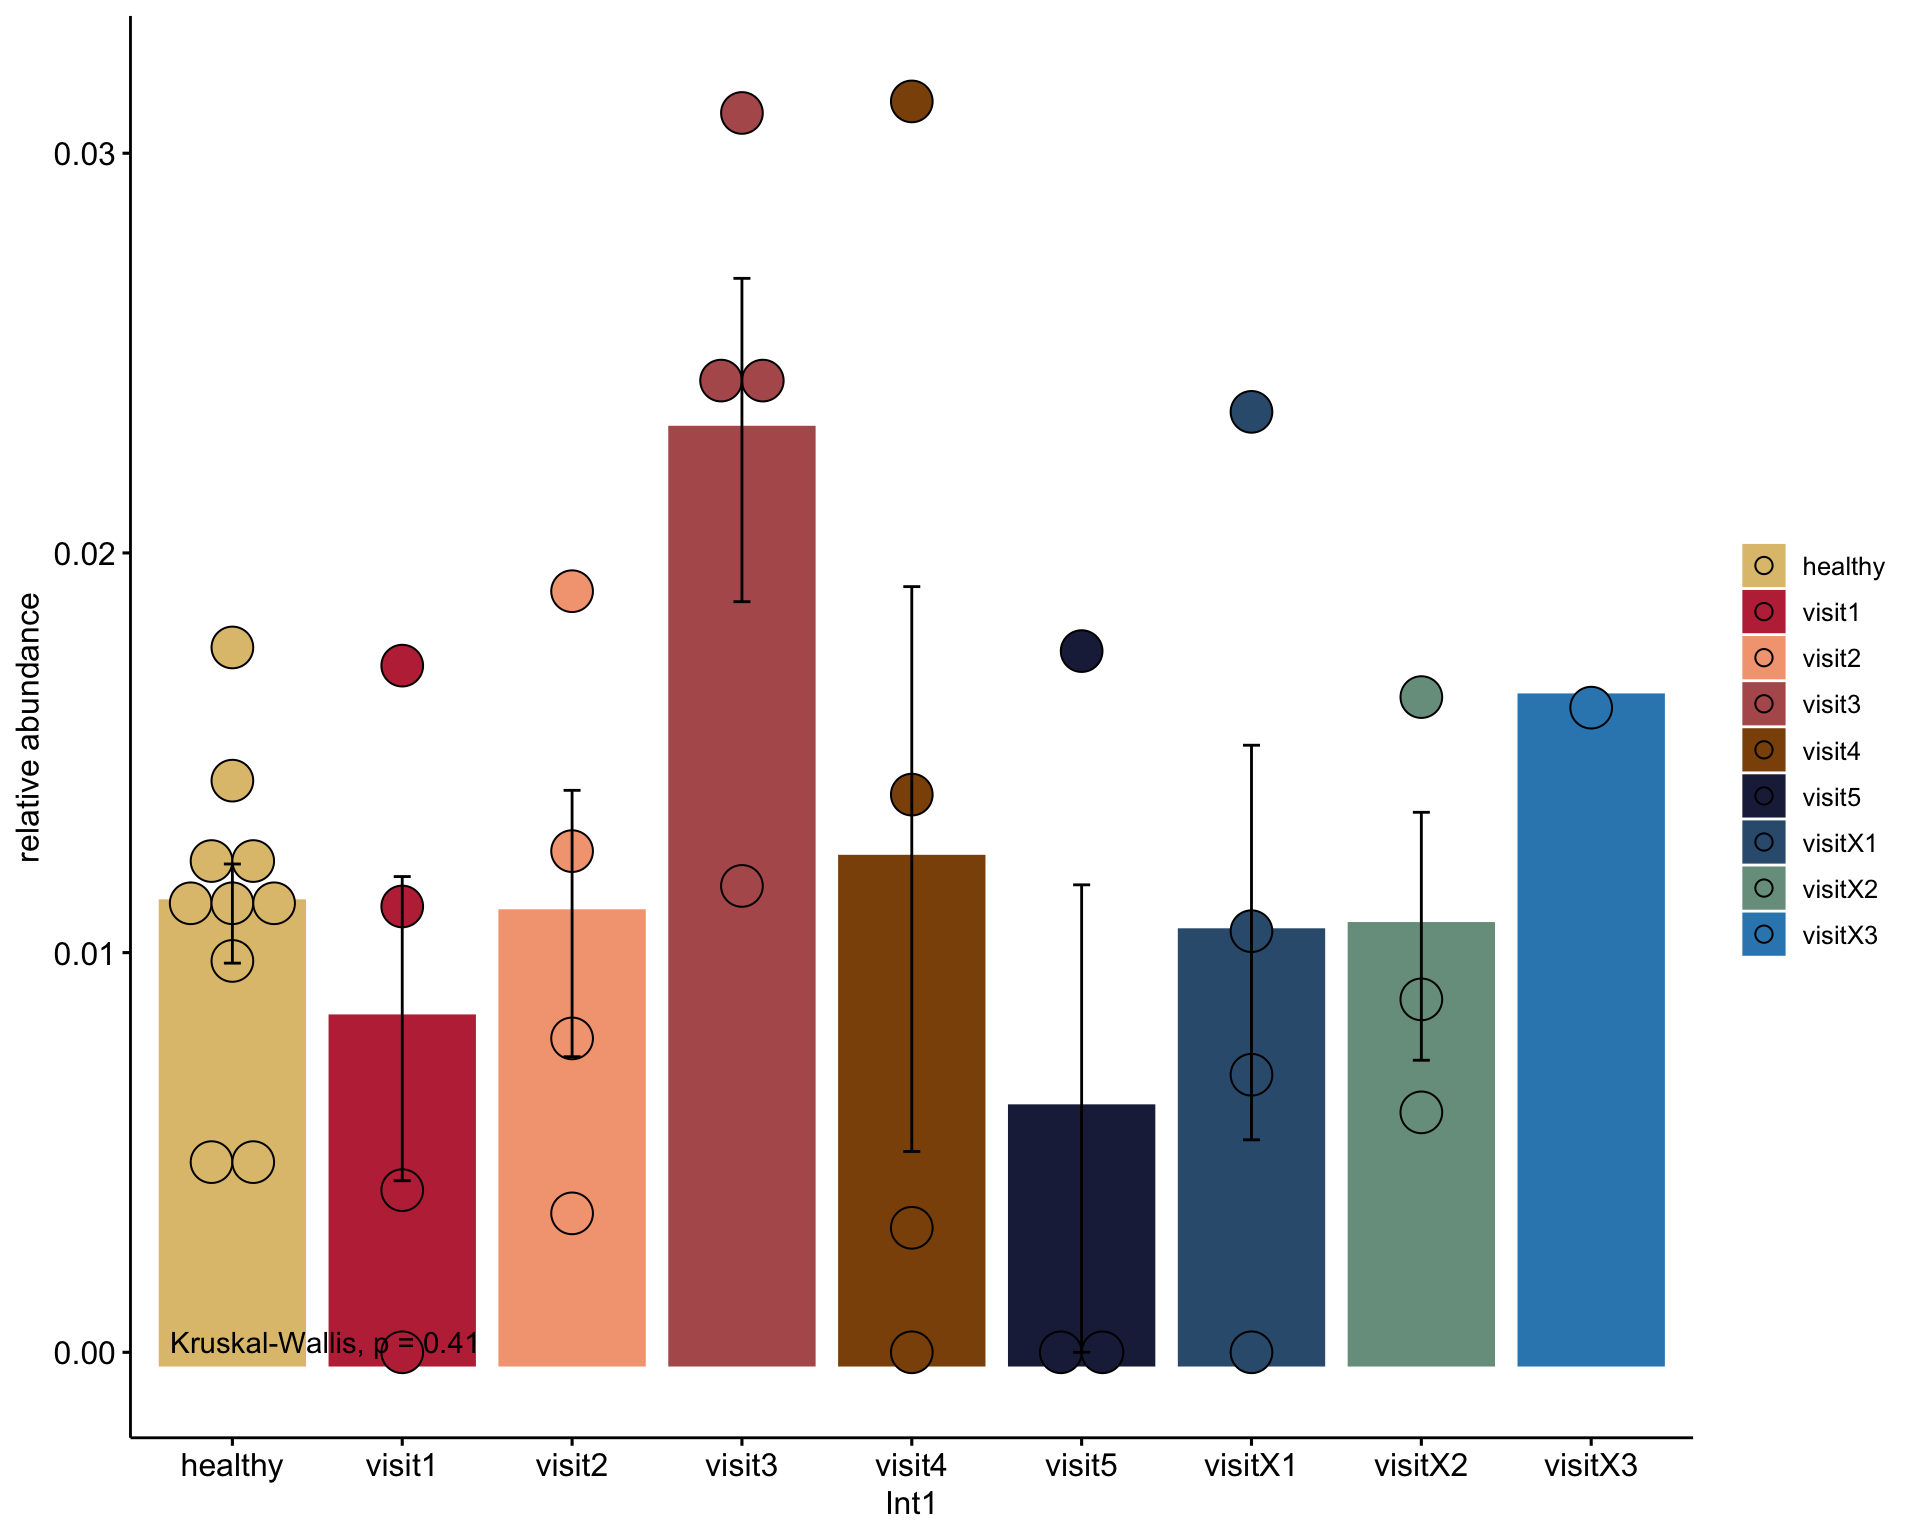 relative abundance
0.03
0.02
0.01
0.00
Kruskal-Wallis, p = 0.41
healthy
visit1
visit2
visit3
visit4
visit5
visitX1
visitX2
visitX3
Int1
healthy
visit1
visit2
visit3
visit4
visit5
visitX1
visitX2
visitX3